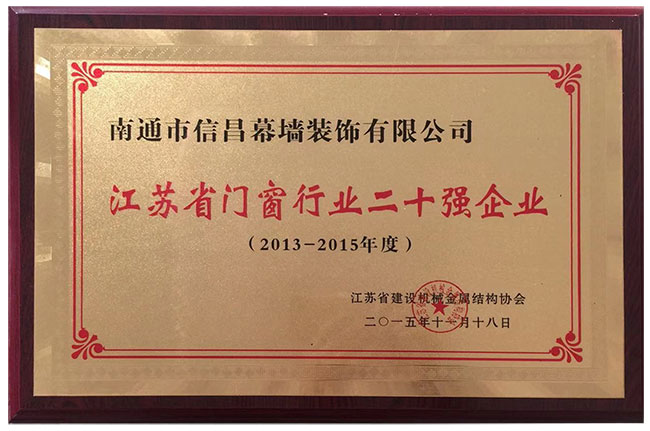 南通市信昌幕墙装饰有限公司
江苏省门窗行业二十强企业
（2013-2015年度）
江苏省建设机械金属结构协会
二〇一五年十一月十八日